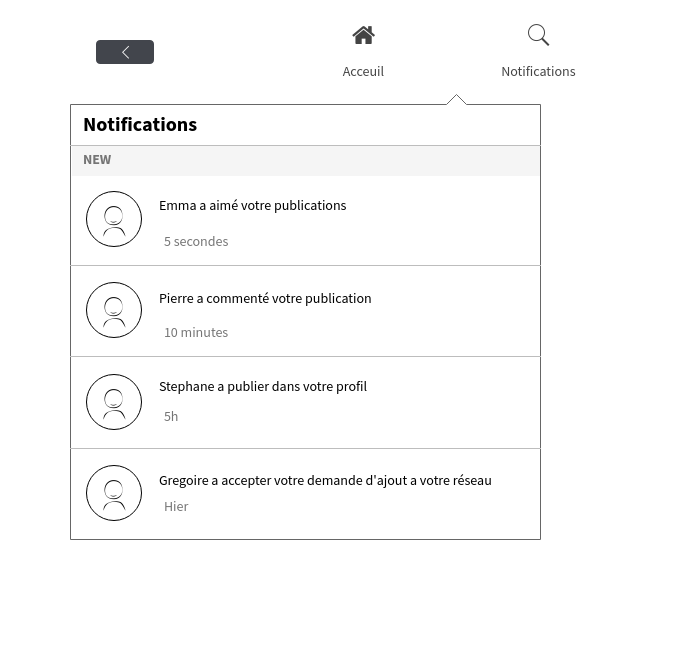 Acceuil
Notifications
Notifications
NEW
Emma a aimé votre publications
5 secondes
Pierre a commenté votre publication
10 minutes
Stephane a publier dans votre profil
5h
Gregoire a accepter votre demande d'ajout a votre réseau
Hier